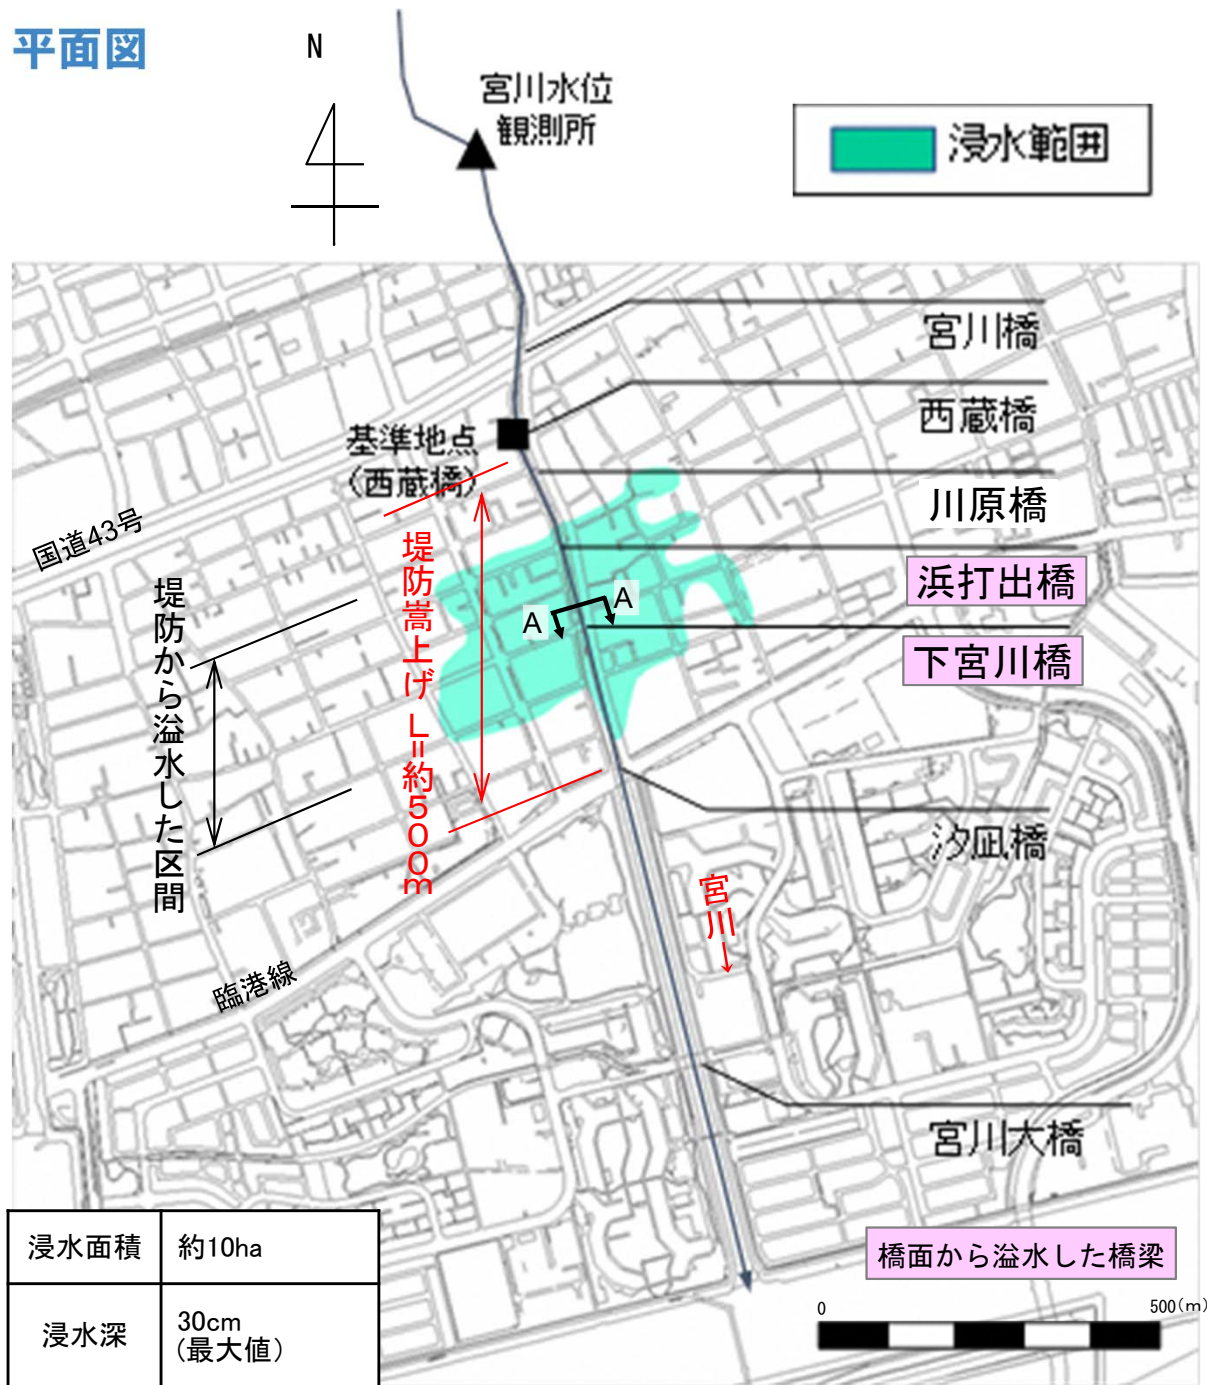 平面図
N
宮川水位
観測所
浸水範囲
宮川橋
西蔵橋
基準地点
(西蔵橋)
川原橋
国道43号
浜打出橋
堤防嵩上げ L=約500m
堤防から溢水した区間
A
A
下宮川橋
汐凪橋
宮川
臨港線
宮川大橋
浸水面積 約10ha
浸水深 30cm
(最大値)
橋面から溢水した橋梁
0 500(m)